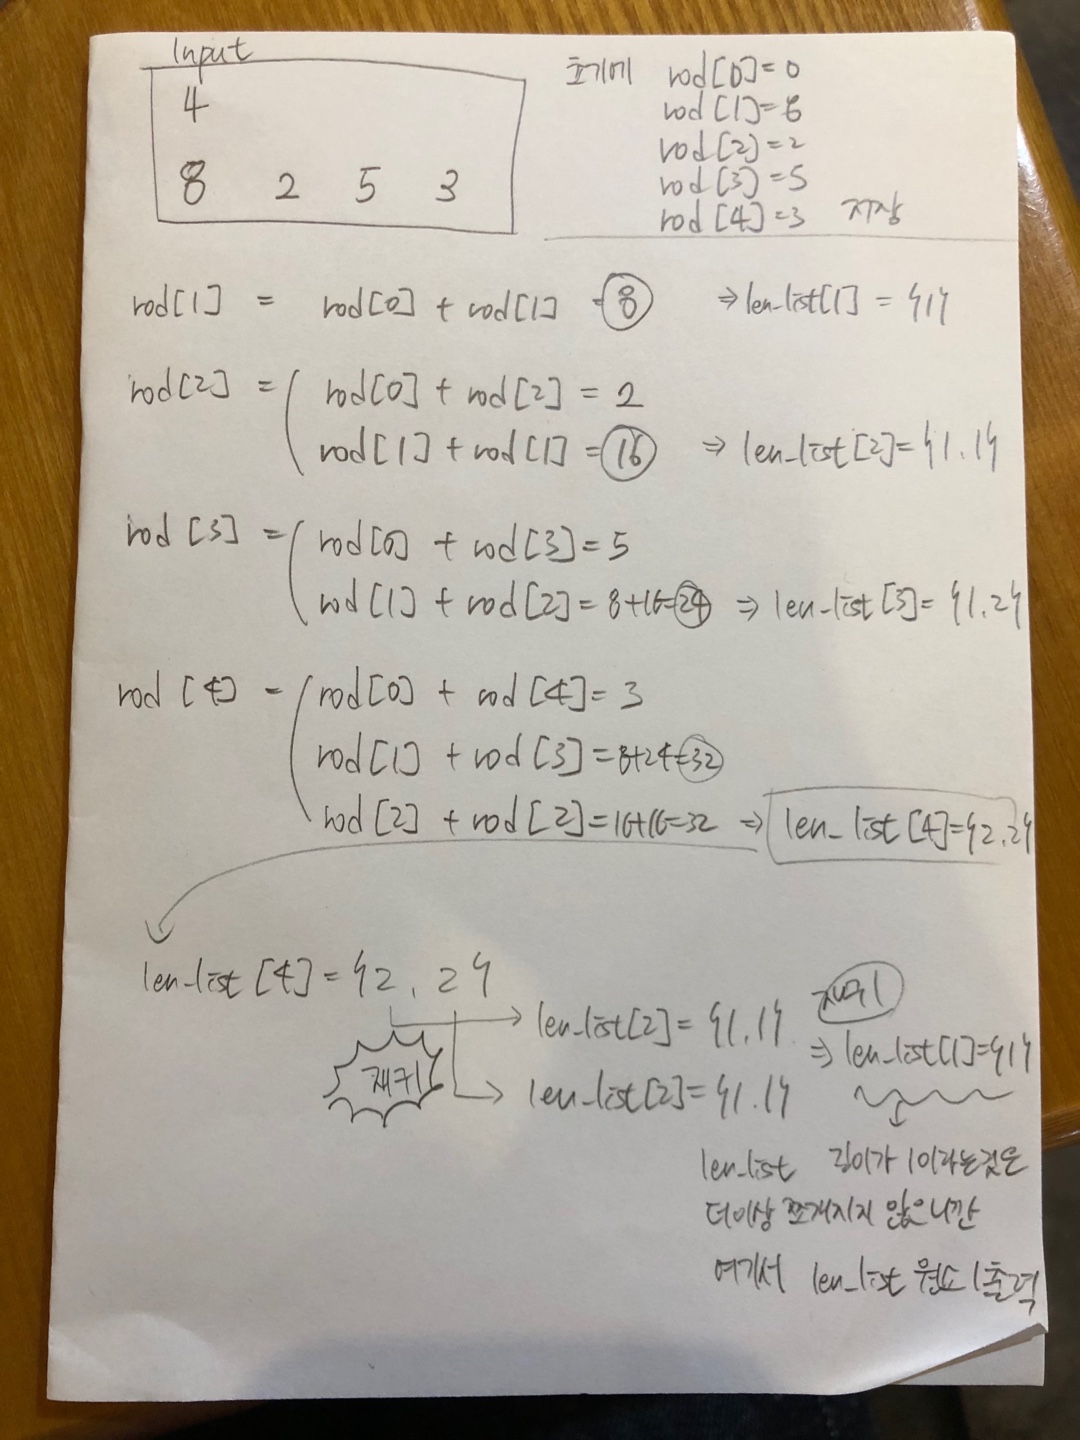 Input
4
8 2 5 3
초기에 rod[0]=0
rod[1]=8
rod[2]=2
rod[3]=5
rod[4]=3 저장
rod[1] = rod[0] + rod[1] = 8 ⇒ len_list[1] = {1}
rod[2] = ( rod[0] + rod[2] = 2
rod[1] + rod[1] = 16 ⇒ len_list[2] = {1,1}
rod[3] = ( rod[0] + rod[3] = 5
rod[1] + rod[2] = 8+16=24 ⇒ len_list[3] = {1,2}
rod[4] = ( rod[0] + rod[4] = 3
rod[1] + rod[3] = 8+24=32
rod[2] + rod[2] = 16+16=32 ⇒ len_list[4]={2,2}
len_list[4] = {2, 2}
재귀
→ len_list[2] = {1,1}
→ len_list[2] = {1,1}
재귀
⇒ len_list[1]={1}
len_list 길이가 1이라는것은
더이상 쪼개지지 않으니깐
여기서 len_list 원소 1출력